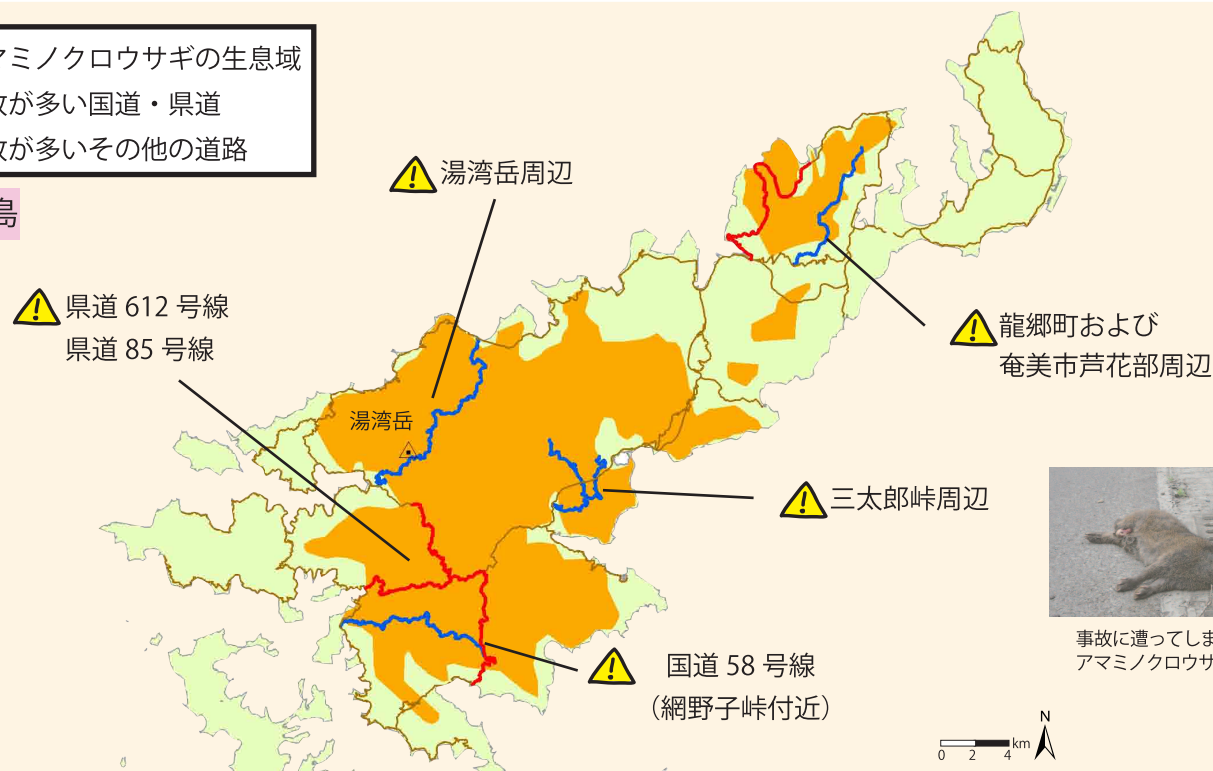 マミノクロウサギの生息域
故が多い国道・県道
故が多いその他の道路
島
湯湾岳周辺
県道 612 号線
県道 85 号線
湯湾岳
龍郷町および
奄美市芦花部周辺
三太郎峠周辺
事故に遭ってしま
アマミノクロウサ
国道 58 号線
(網野子峠付近)
N
km
0 2 4